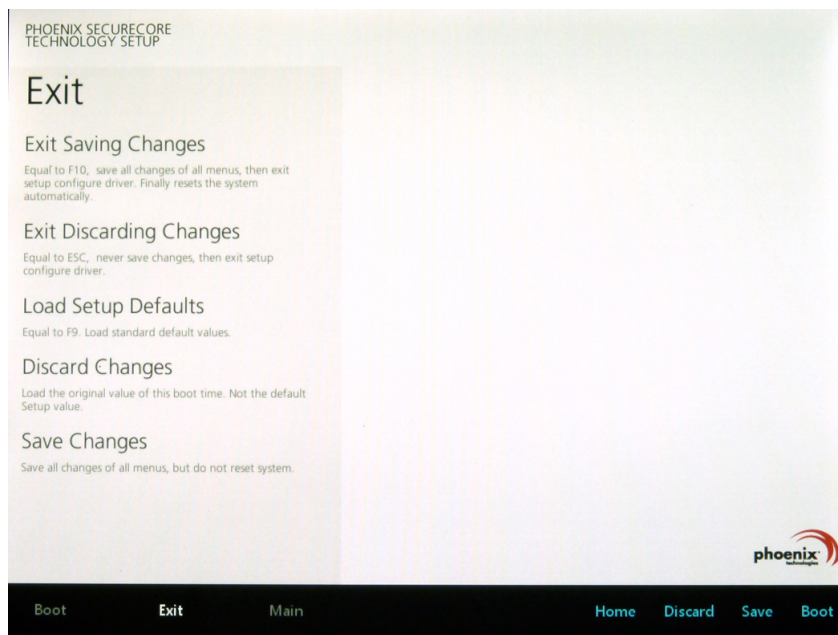 PHOENIX SECURECORE
TECHNOLOGY SETUP
Exit
Exit Saving Changes
Equal to F10, save all changes of all menus, then exit
setup configure driver. Finally resets the system
automatically.
Exit Discarding Changes
Equal to ESC, never save changes, then exit setup
configure driver.
Load Setup Defaults
Equal to F9. Load standard default values.
Discard Changes
Load the original value of this boot time. Not the default
Setup value.
Save Changes
Save all changes of all menus, but do not reset system.
phoenix
technologies
Boot Exit Main Home Discard Save Boot